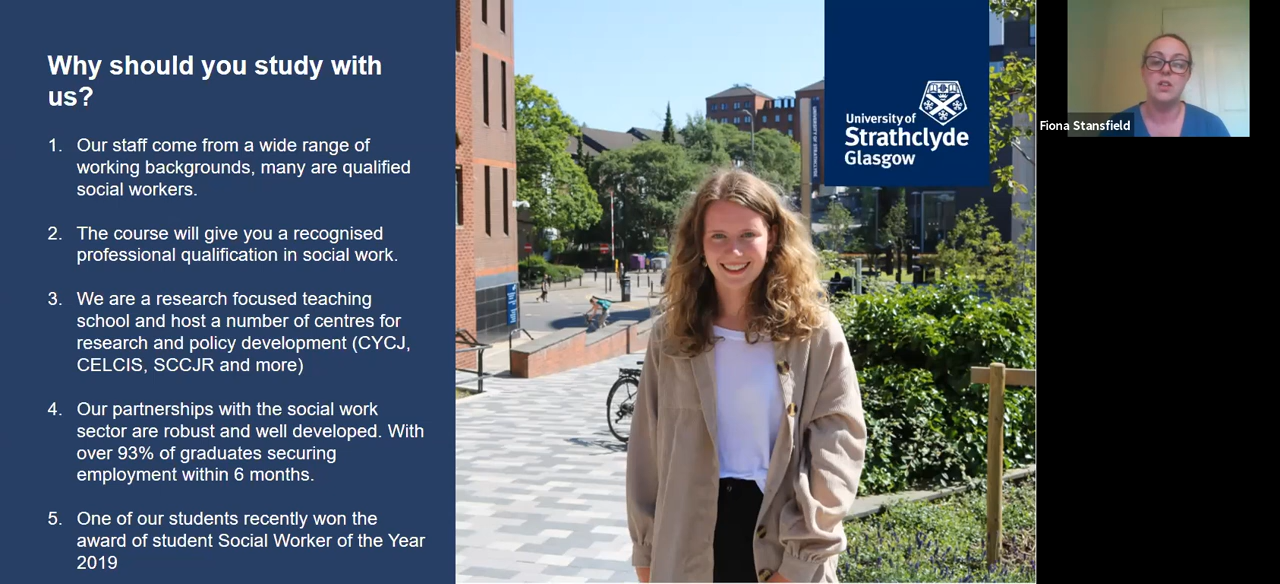 Why should you study with
us?
1. Our staff come from a wide range of
working backgrounds, many are qualified
social workers.
2. The course will give you a recognised
professional qualification in social work.
3. We are a research focused teaching
school and host a number of centres for
research and policy development (CYCJ,
CELCIS, SCCJR and more)
4. Our partnerships with the social work
sector are robust and well developed. With
over 93% of graduates securing
employment within 6 months.
5. One of our students recently won the
award of student Social Worker of the Year
2019
University of
Strathclyde
Glasgow
UNIVERSITY OF STRATHCLYDE
Fiona Stansfield